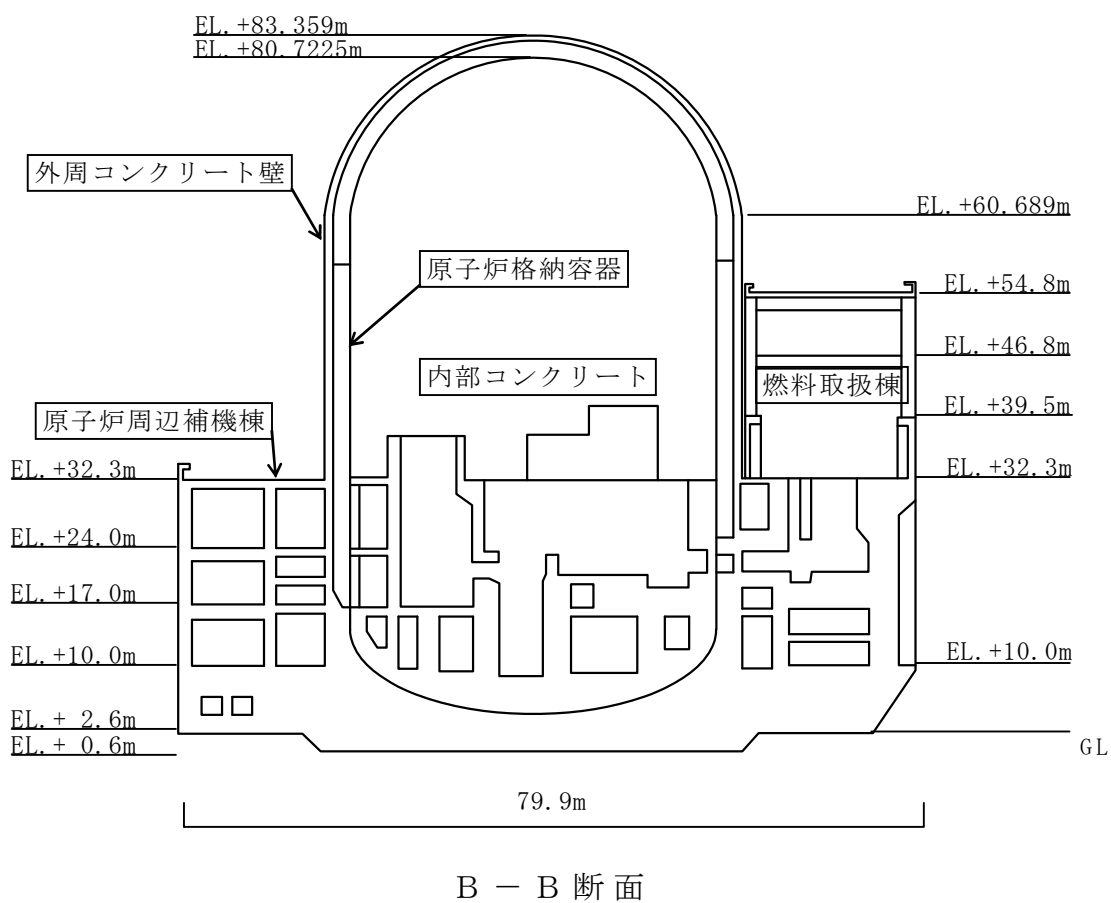 EL.+83.359m
EL.+80.7225m
外周コンクリート壁
EL.+60.689m
原子炉格納容器
EL.+54.8m
EL.+46.8m
内部コンクリート
燃料取扱棟
EL.+39.5m
原子炉周辺補機棟
EL.+32.3m
EL.+32.3m
EL.+24.0m
EL.+17.0m
EL.+10.0m
EL.+10.0m
EL.+ 2.6m
EL.+ 0.6m
GL
79.9m
B － B 断面